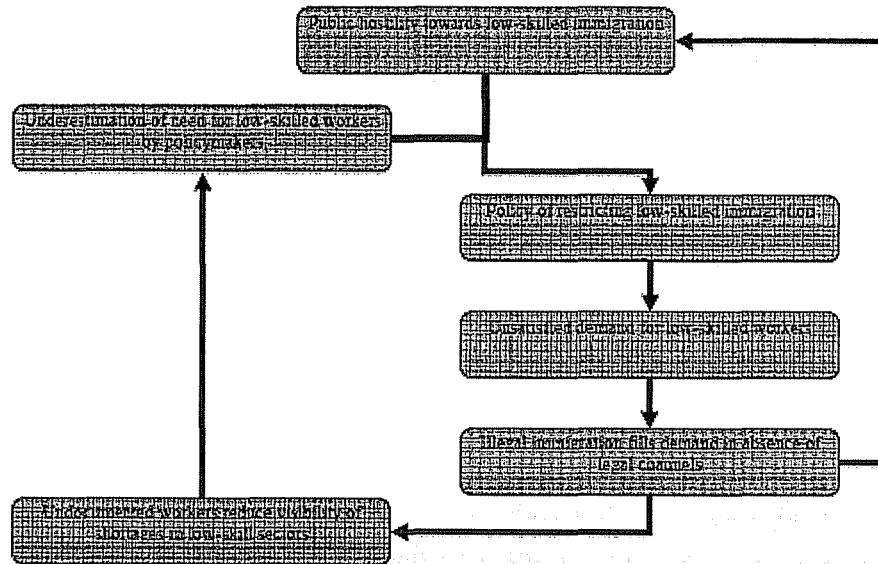 Public hostility towards low-skilled immigration
Underestimation of need for low-skilled workers
by policymakers
Policy of restricting low-skilled immigration
Unsatisfied demand for low-skilled workers
Illegal immigration fills demand in absence of
legal channels
Undocumented workers reduce visibility of
shortages in low-skill sectors